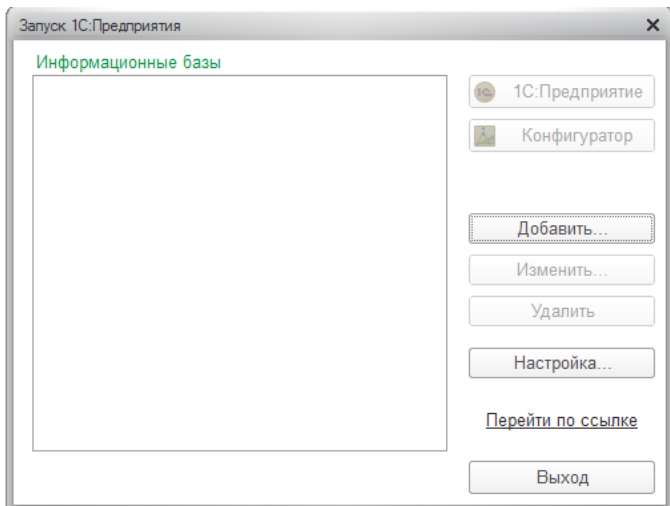 Запуск 1С:Предприятия
Информационные базы
1С:Предприятие
Конфигуратор
Добавить...
Изменить...
Удалить
Настройка...
Перейти по ссылке
Выход